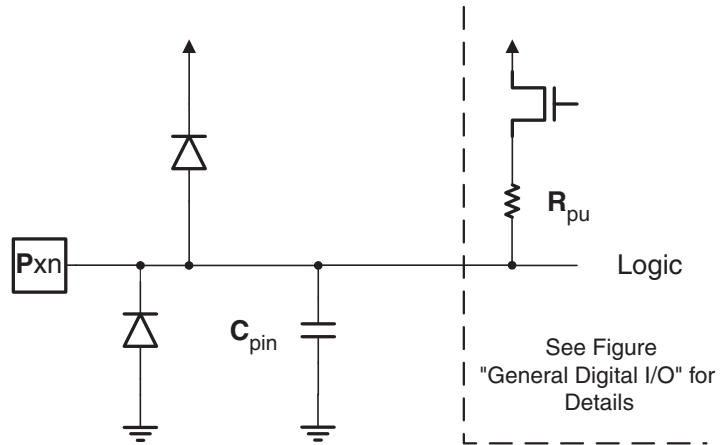 Rpu
Pxn
Logic
Cpin
See Figure
"General Digital I/O" for
Details